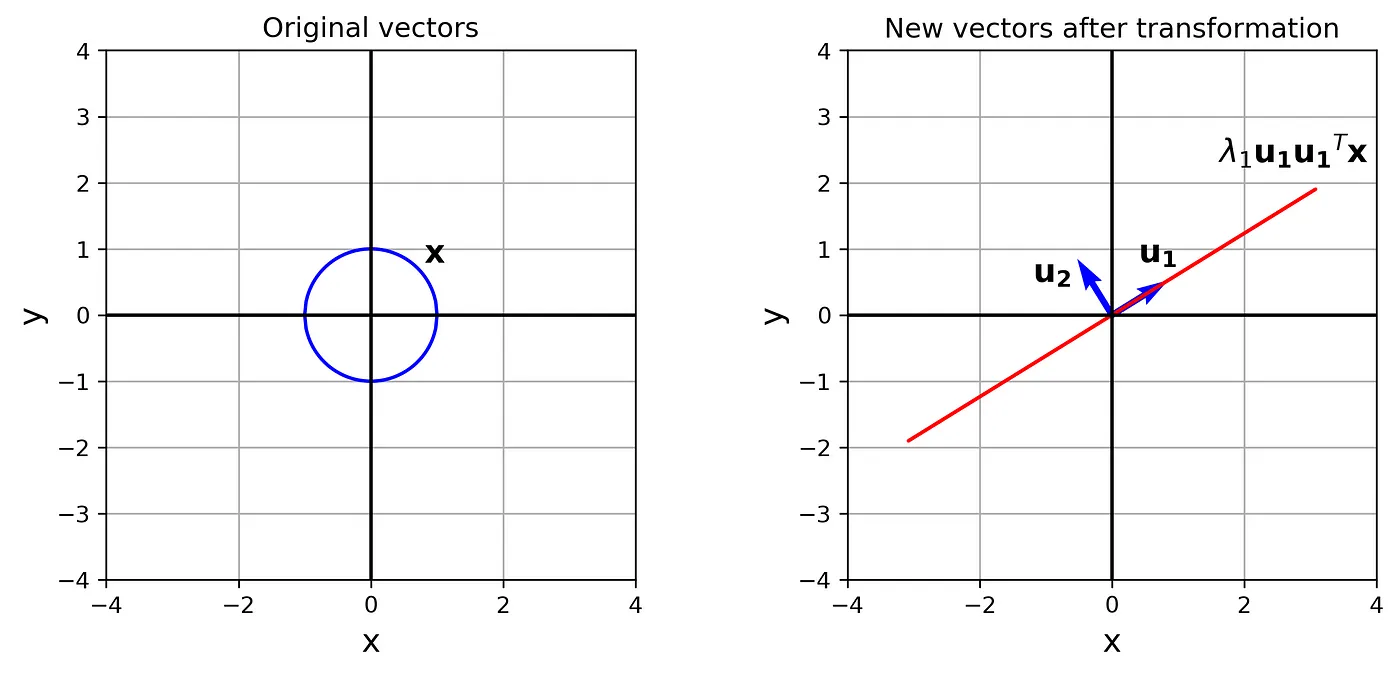 Original vectors
4
3
2
1
0
−1
−2
−3
−4
−4 −2 0 2 4
x
y
x
New vectors after transformation
4
3
2
1
0
−1
−2
−3
−4
−4 −2 0 2 4
x
y
λ₁u₁u₁ᵀx
u₁
u₂